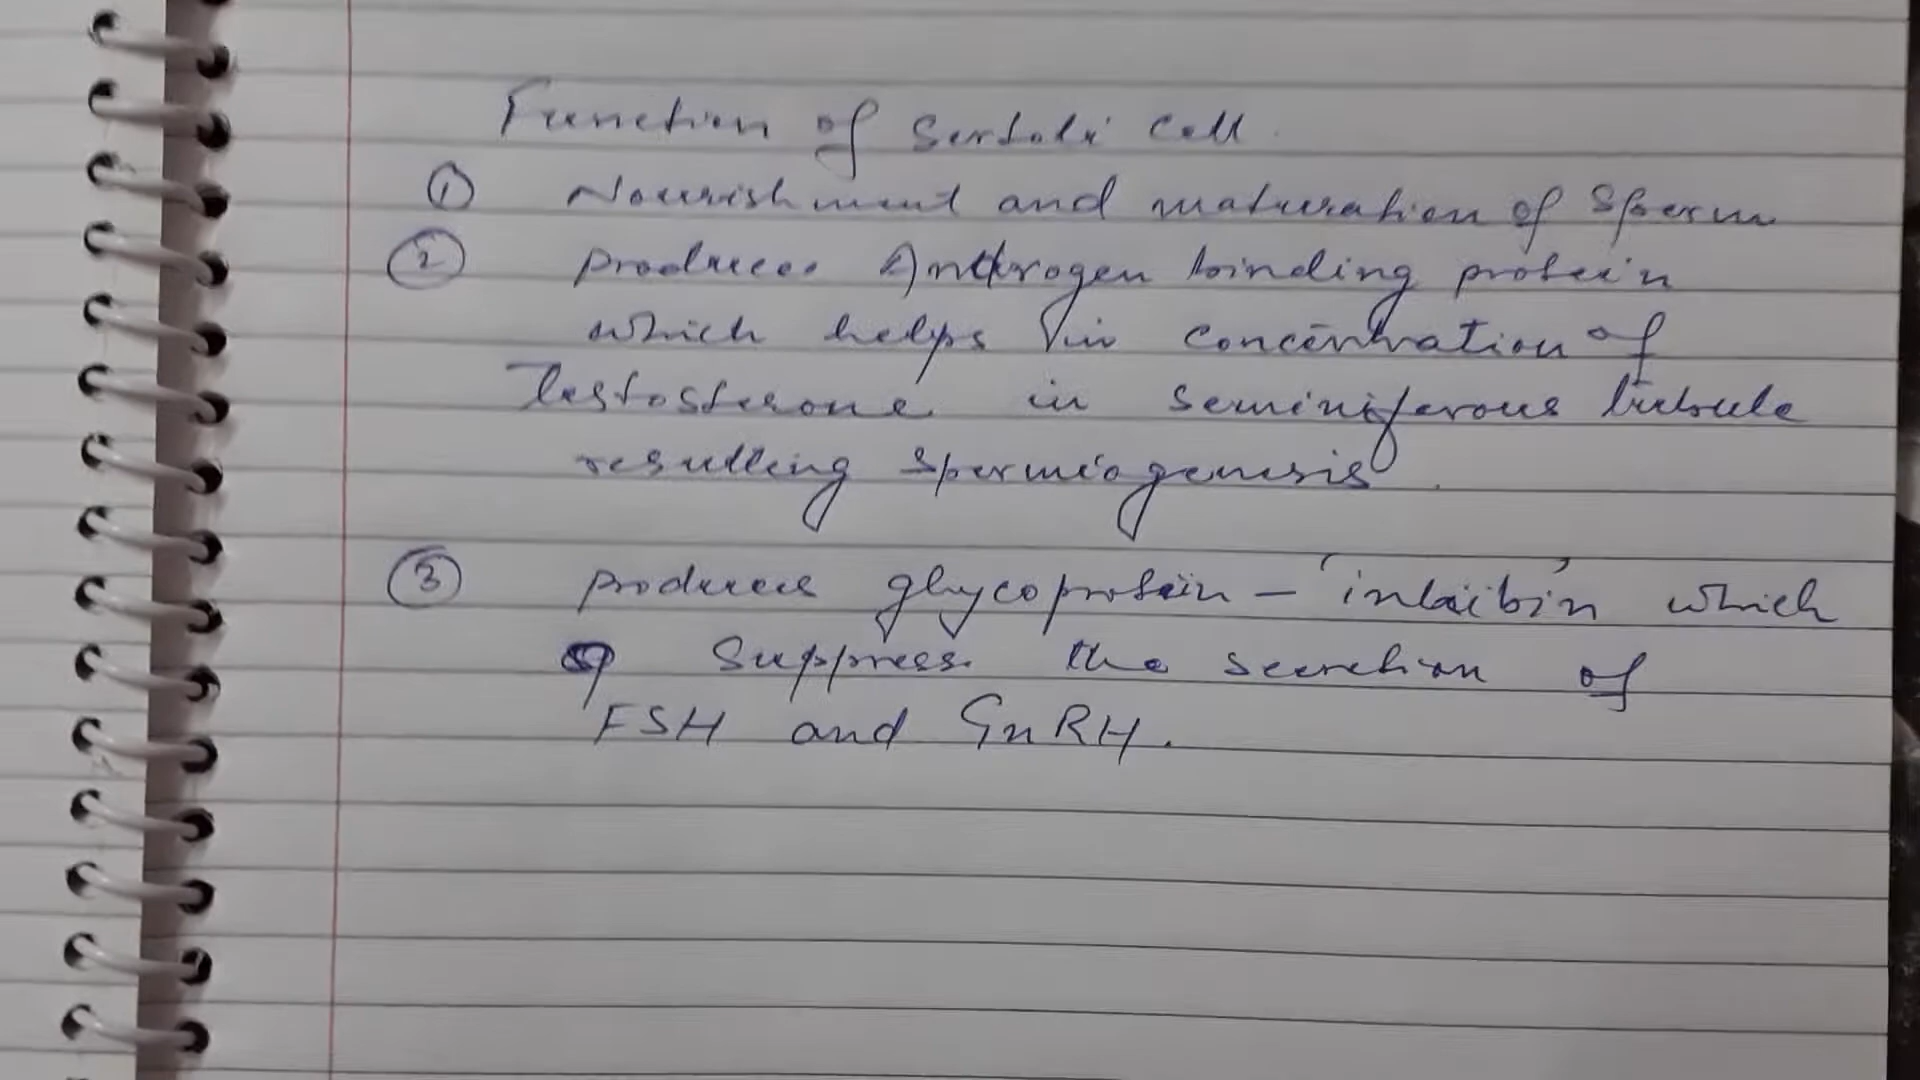 Function of Sertoli Cell.
① Nourishment and maturation of Sperm
② produces Androgen binding protein
which helps in concentration of
Testosterone in seminiferous tubule
resulting spermiogenesis.
③ produces glycoprotein - 'inhibin' which
suppress the secretion of
FSH and GnRH.